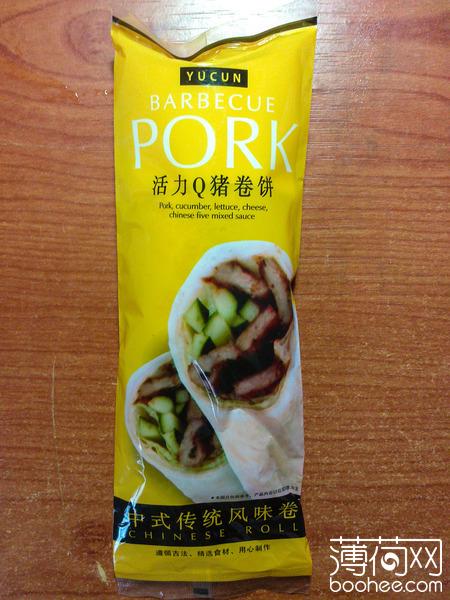 YUCUN
BARBECUE
PORK
活力Q猪卷饼
Pork, cucumber, lettuce, cheese,
chinese five mixed sauce
中式传统风味卷
CHINESE ROLL
遵循古法、精选食材、用心制作
薄荷网
boohee.com